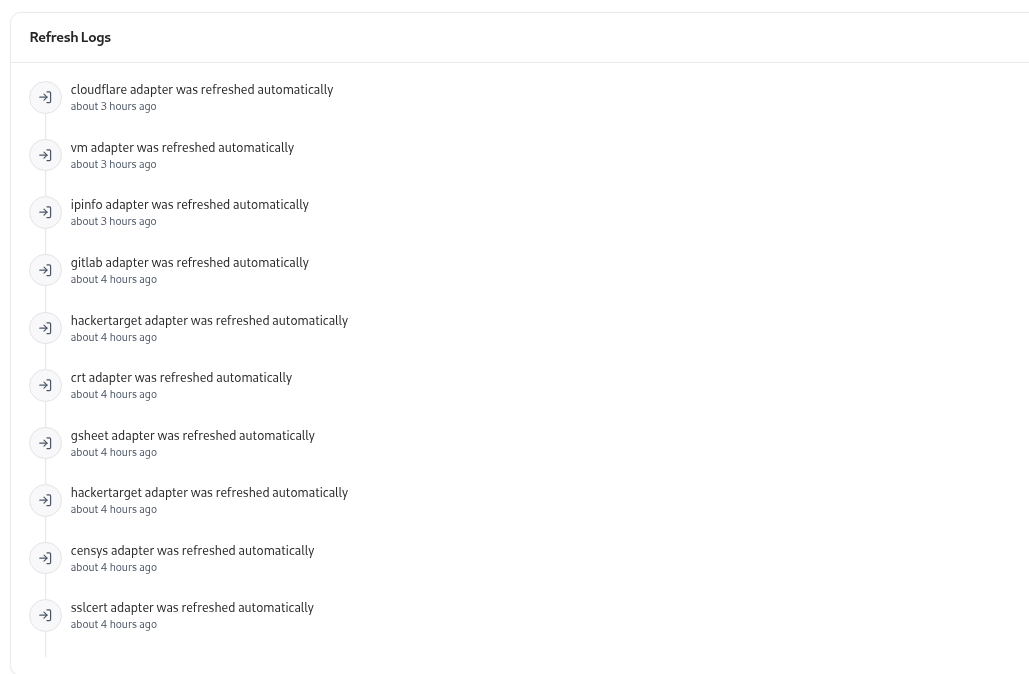 Refresh Logs
cloudflare adapter was refreshed automatically
about 3 hours ago
vm adapter was refreshed automatically
about 3 hours ago
ipinfo adapter was refreshed automatically
about 3 hours ago
gitlab adapter was refreshed automatically
about 4 hours ago
hackertarget adapter was refreshed automatically
about 4 hours ago
crt adapter was refreshed automatically
about 4 hours ago
gsheet adapter was refreshed automatically
about 4 hours ago
hackertarget adapter was refreshed automatically
about 4 hours ago
censys adapter was refreshed automatically
about 4 hours ago
sslcert adapter was refreshed automatically
about 4 hours ago